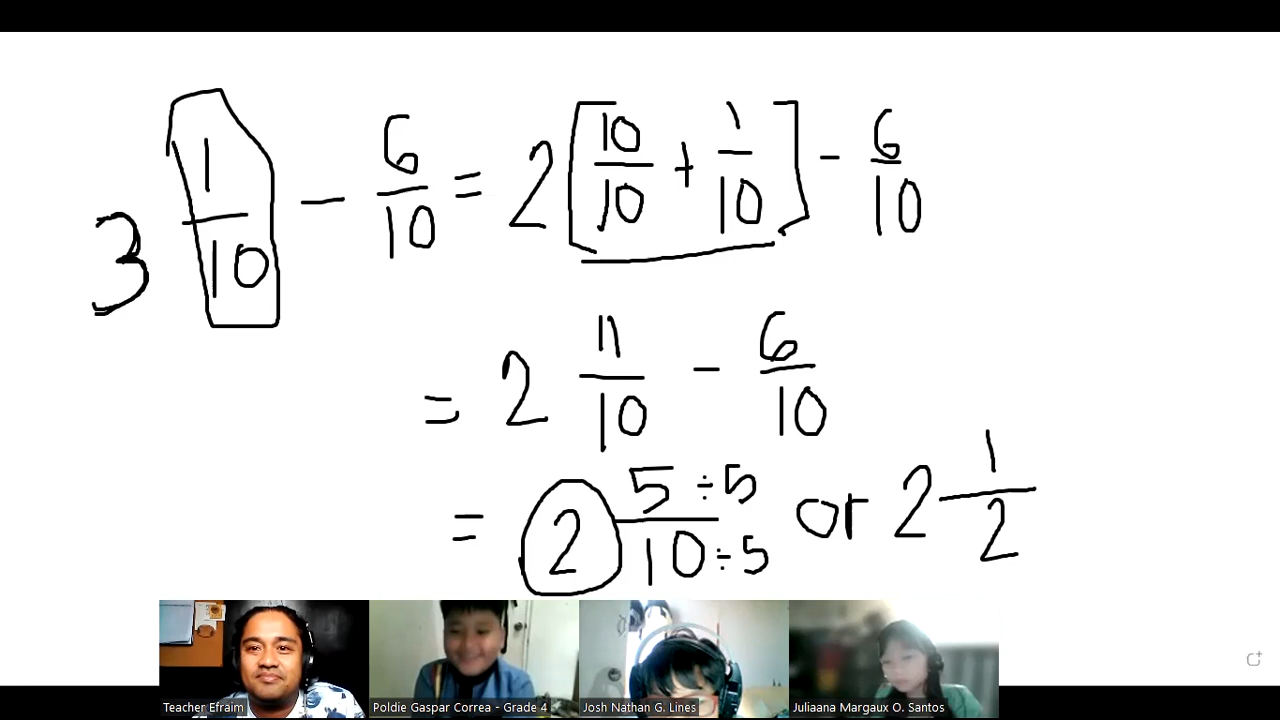 3 1/10 - 6/10 = 2 [10/10 + 1/10] - 6/10
= 2 11/10 - 6/10
= 2 5÷5/10÷5 or 2 1/2
Teacher Efraim
Poldie Gaspar Correa - Grade 4
Josh Nathan G. Lines
Juliaana Margaux O. Santos